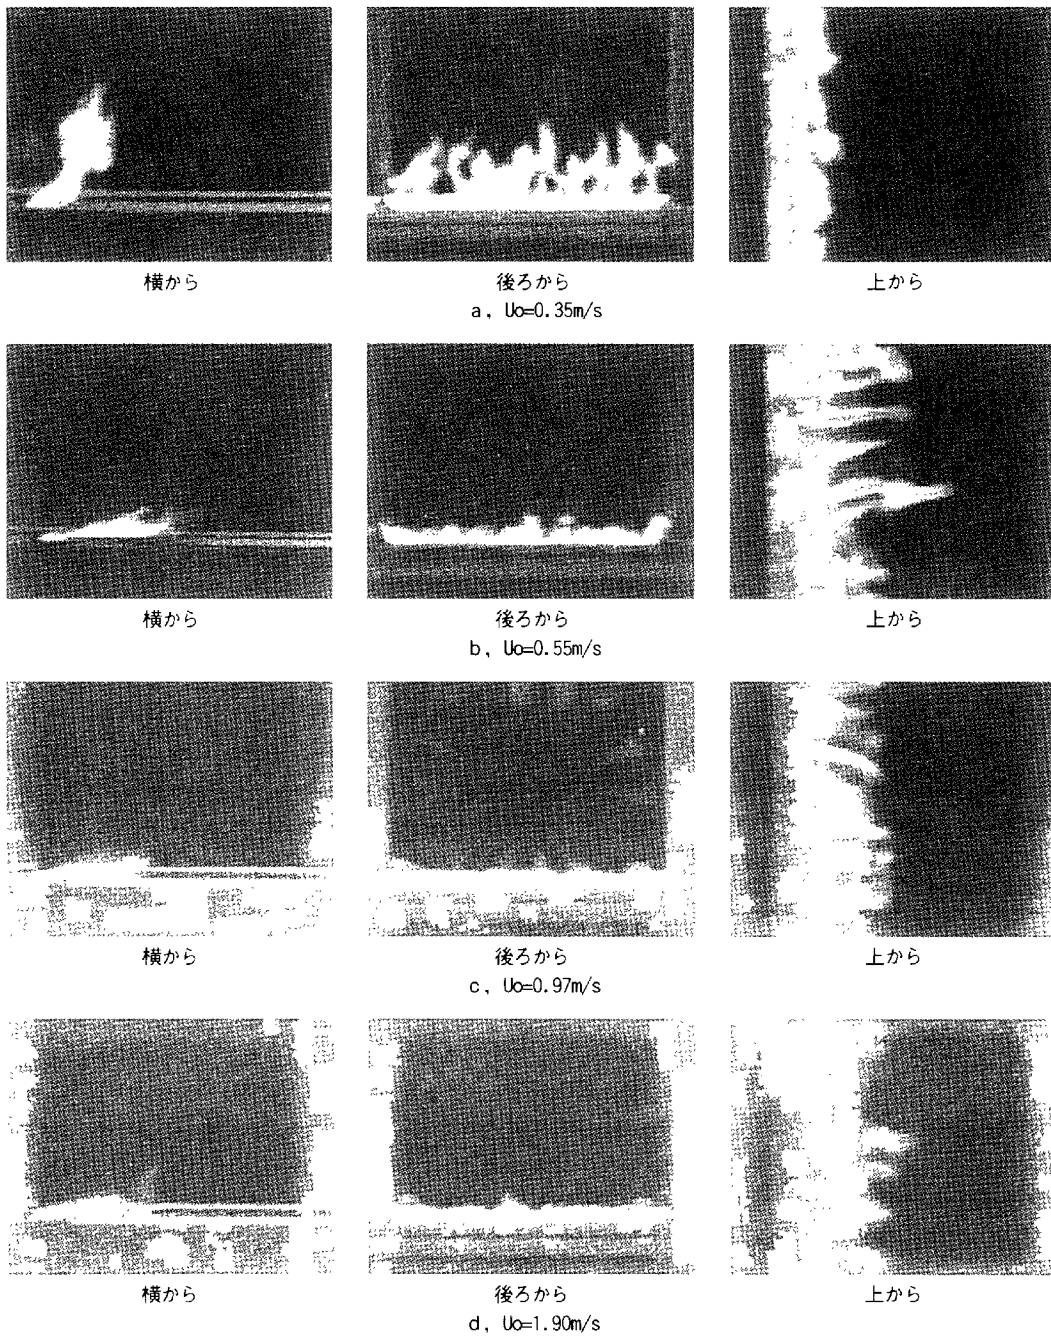 横から 後ろから 上から
a, Uo=0.35m/s
横から 後ろから 上から
b, Uo=0.55m/s
横から 後ろから 上から
c, Uo=0.97m/s
横から 後ろから 上から
d, Uo=1.90m/s